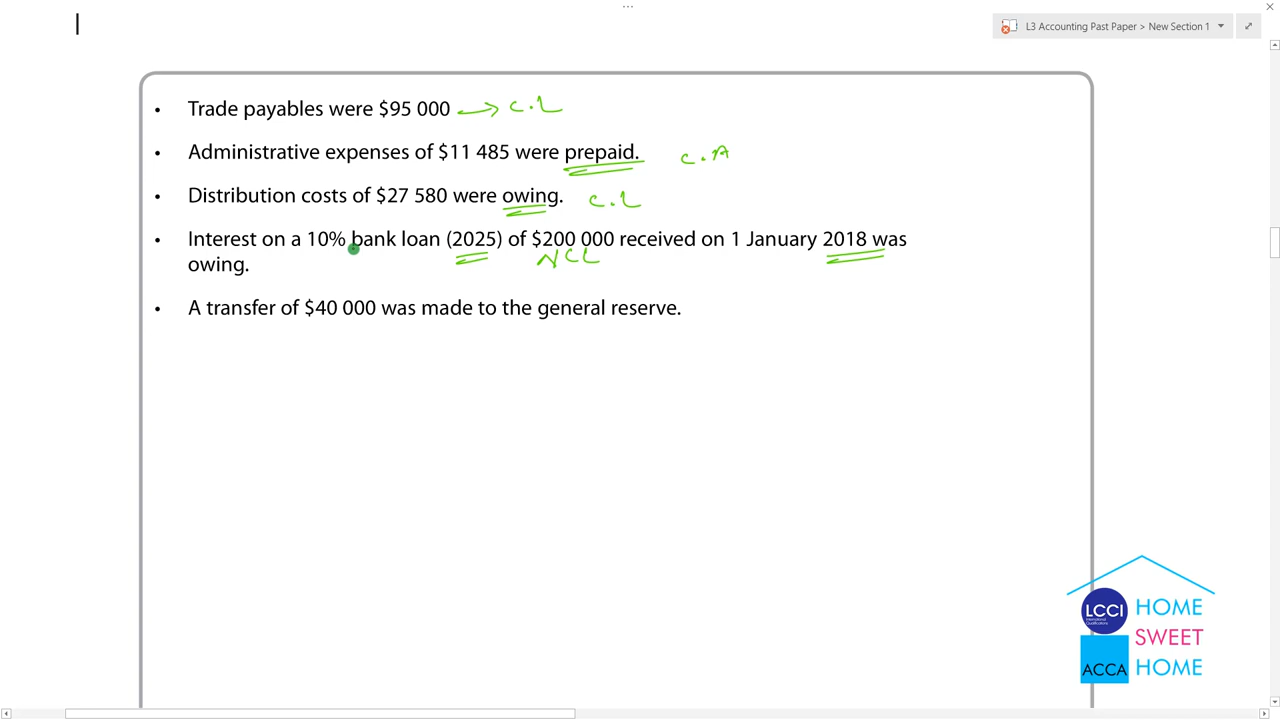 L3 Accounting Past Paper > New Section 1
• Trade payables were $95 000 → C.L
• Administrative expenses of $11 485 were prepaid. C.A
• Distribution costs of $27 580 were owing. C.L
• Interest on a 10% bank loan (2025) of $200 000 received on 1 January 2018 was
NCL
owing.
• A transfer of $40 000 was made to the general reserve.
LCCI
HOME
SWEET
ACCA
HOME